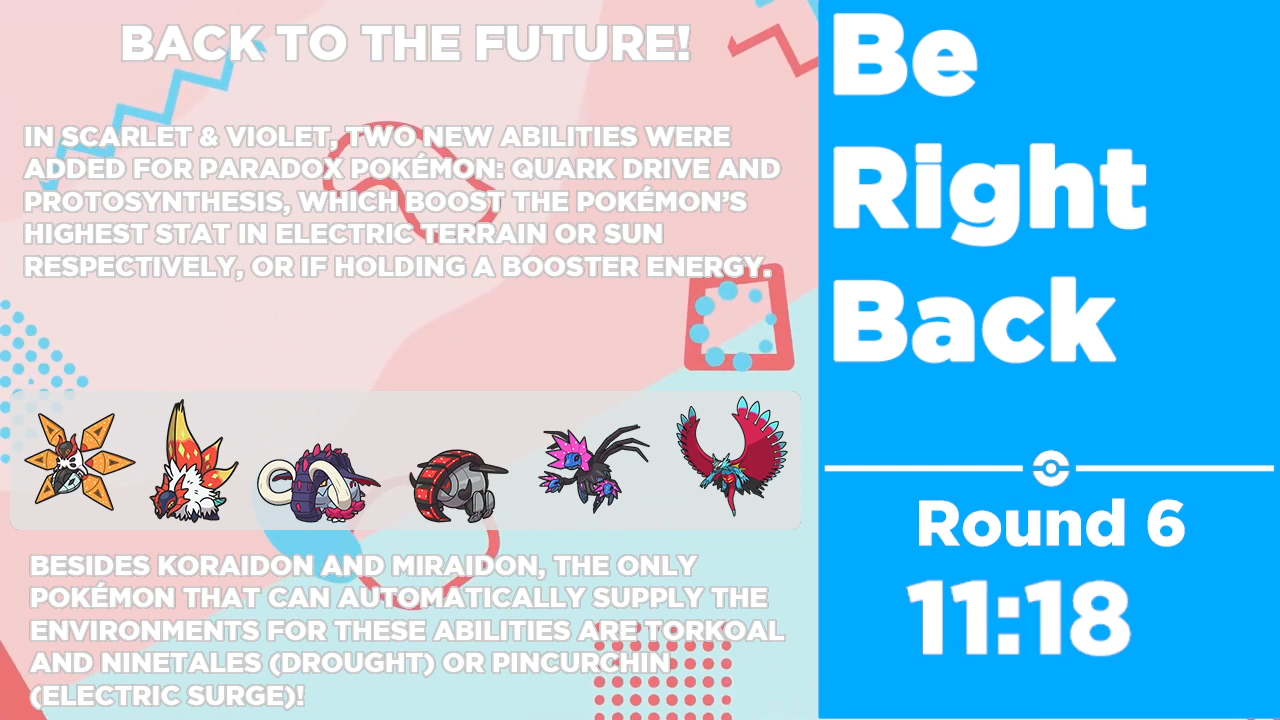 BACK TO THE FUTURE!
IN SCARLET & VIOLET, TWO NEW ABILITIES WERE
ADDED FOR PARADOX POKÉMON: QUARK DRIVE AND
PROTOSYNTHESIS, WHICH BOOST THE POKÉMON'S
HIGHEST STAT IN ELECTRIC TERRAIN OR SUN
RESPECTIVELY, OR IF HOLDING A BOOSTER ENERGY.
BESIDES KORAIDON AND MIRAIDON, THE ONLY
POKÉMON THAT CAN AUTOMATICALLY SUPPLY THE
ENVIRONMENTS FOR THESE ABILITIES ARE TORKOAL
AND NINETALES (DROUGHT) OR PINCURCHIN
(ELECTRIC SURGE)!
Be
Right
Back
Round 6
11:18